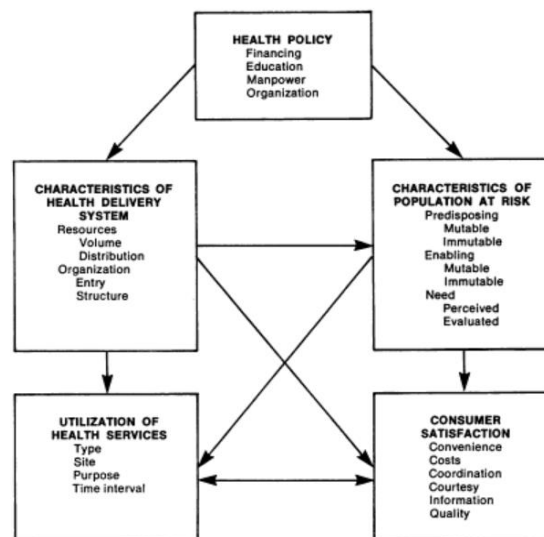 HEALTH POLICY
Financing
Education
Manpower
Organization
CHARACTERISTICS OF
HEALTH DELIVERY
SYSTEM
Resources
Volume
Distribution
Organization
Entry
Structure
CHARACTERISTICS OF
POPULATION AT RISK
Predisposing
Mutable
Immutable
Enabling
Mutable
Immutable
Need
Perceived
Evaluated
UTILIZATION OF
HEALTH SERVICES
Type
Site
Purpose
Time interval
CONSUMER
SATISFACTION
Convenience
Costs
Coordination
Courtesy
Information
Quality